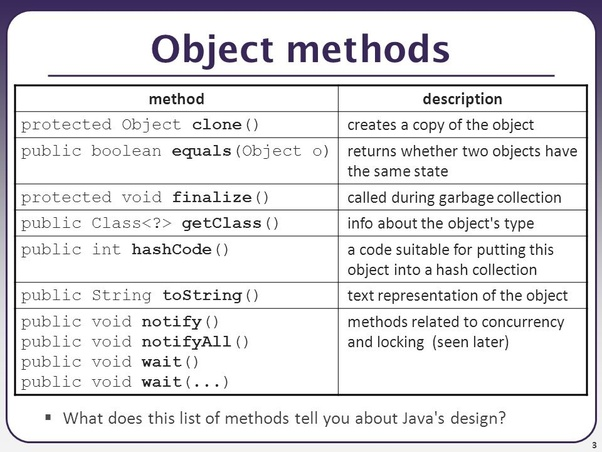 Object methods
method description
protected Object clone() creates a copy of the object
public boolean equals(Object o) returns whether two objects have
the same state
protected void finalize() called during garbage collection
public Class<?> getClass() info about the object's type
public int hashCode() a code suitable for putting this
object into a hash collection
public String toString() text representation of the object
public void notify() methods related to concurrency
public void notifyAll() and locking (seen later)
public void wait()
public void wait(...)
▪ What does this list of methods tell you about Java's design?
3